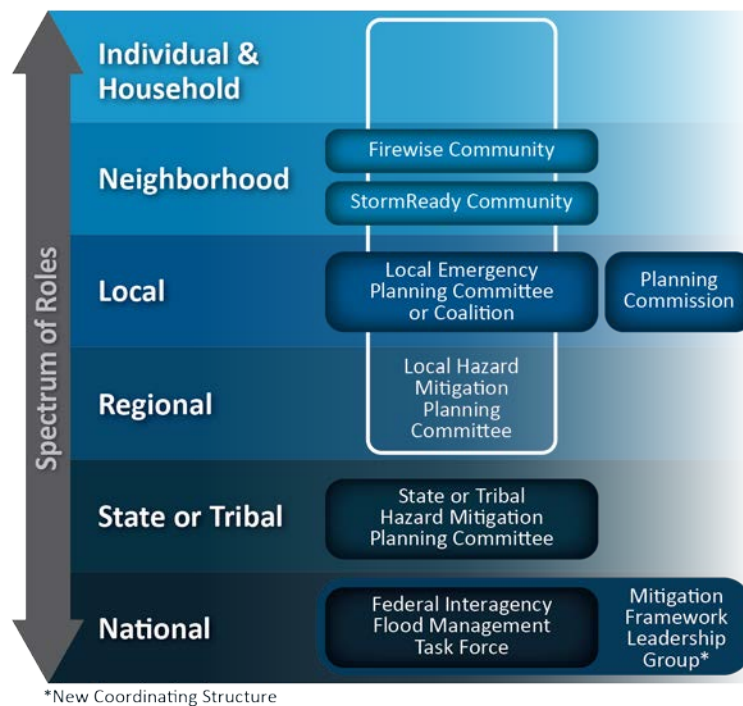 Spectrum of Roles
Individual &
Household
Neighborhood
Firewise Community
StormReady Community
Local
Local Emergency
Planning Committee
or Coalition
Planning
Commission
Regional
Local Hazard
Mitigation
Planning
Committee
State or Tribal
State or Tribal
Hazard Mitigation
Planning Committee
National
Federal Interagency
Flood Management
Task Force
Mitigation
Framework
Leadership
Group*
*New Coordinating Structure